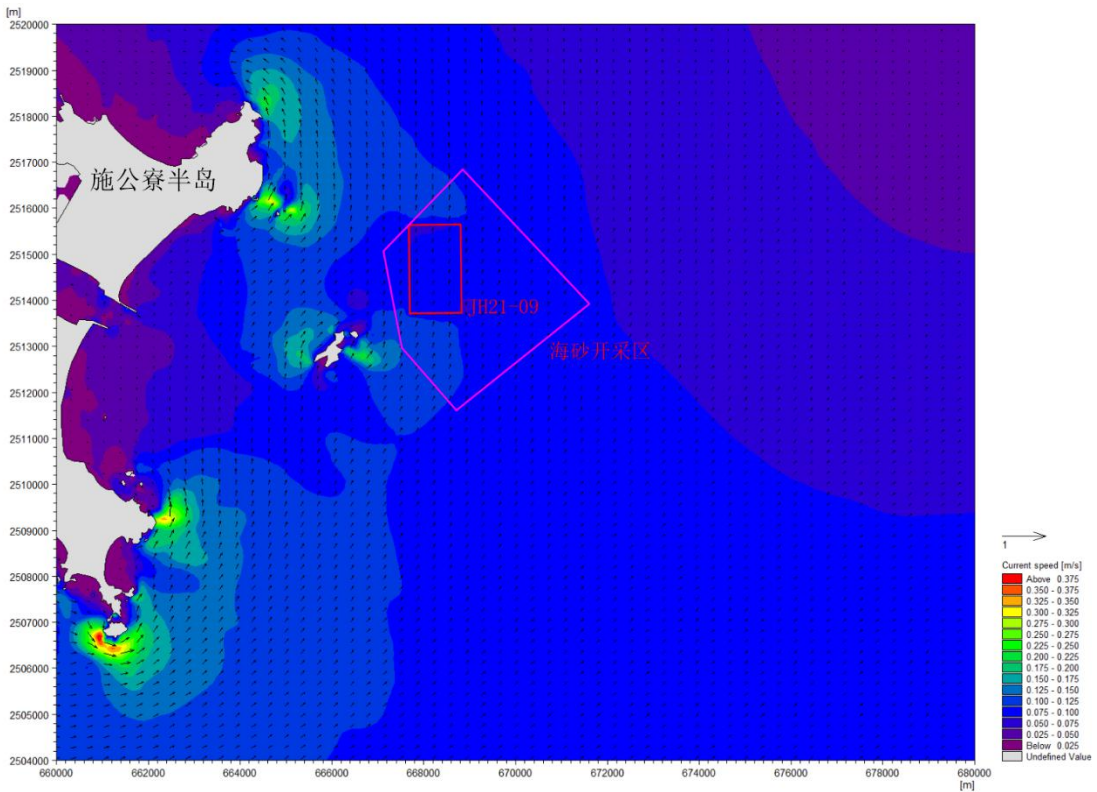 [m]
2520000
2519000
2518000
2517000
施公寮半岛
2516000
2515000
2514000
JH21-09
海砂开采区
2513000
2512000
2511000
2510000
2509000
2508000
2507000
2506000
2505000
2504000
660000 662000 664000 666000 668000 670000 672000 674000 676000 678000 680000
[m]
1
Current speed [m/s]
Above 0.375
0.350 - 0.375
0.325 - 0.350
0.300 - 0.325
0.275 - 0.300
0.250 - 0.275
0.225 - 0.250
0.200 - 0.225
0.175 - 0.200
0.150 - 0.175
0.125 - 0.150
0.100 - 0.125
0.075 - 0.100
0.050 - 0.075
0.025 - 0.050
Below 0.025
Undefined Value